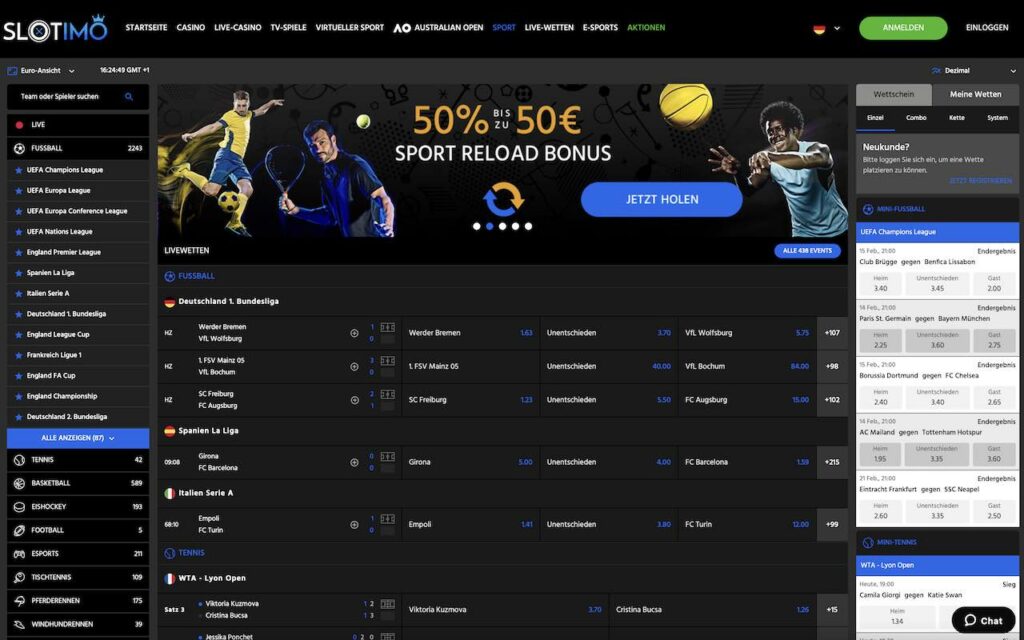 SLOTIMO
STARTSEITE CASINO LIVE-CASINO TV-SPIELE VIRTUELLER SPORT AO AUSTRALIAN OPEN SPORT LIVE-WETTEN E-SPORTS AKTIONEN
ANMELDEN
EINLOGGEN
Euro-Ansicht
16:24:49 GMT +1
Dezimal
Team oder Spieler suchen
LIVE
FUSSBALL 2243
UEFA Champions League
UEFA Europa League
UEFA Europa Conference League
UEFA Nations League
England Premier League
Spanien La Liga
Italien Serie A
Deutschland 1. Bundesliga
England League Cup
Frankreich Ligue 1
England FA Cup
England Championship
Deutschland 2. Bundesliga
ALLE ANZEIGEN (87)
TENNIS 42
BASKETBALL 589
EISHOCKEY 193
FOOTBALL 5
ESPORTS 211
TISCHTENNIS 109
PFERDERENNEN 175
WINDHUNDRENNEN 39
50% BIS ZU 50€
SPORT RELOAD BONUS
JETZT HOLEN
LIVEWETTEN
ALLE 436 EVENTS
FUSSBALL
Deutschland 1. Bundesliga
HZ
Werder Bremen 1
VfL Wolfsburg 0
Werder Bremen 1.63 Unentschieden 3.70 VfL Wolfsburg 5.75 +107
HZ
1. FSV Mainz 05 3
VfL Bochum 0
1. FSV Mainz 05 Unentschieden 40.00 VfL Bochum 84.00 +98
HZ
SC Freiburg 2
FC Augsburg 1
SC Freiburg 1.23 Unentschieden 5.50 FC Augsburg 15.00 +102
Spanien La Liga
09:08
Girona 0
FC Barcelona 0
Girona 5.00 Unentschieden 4.00 FC Barcelona 1.59 +215
Italien Serie A
68:10
Empoli 1
FC Turin 0
Empoli 1.41 Unentschieden 3.80 FC Turin 12.00 +99
TENNIS
WTA - Lyon Open
Satz 3
Viktoria Kuzmova 1 2
Cristina Bucsa 1 3
Viktoria Kuzmova 3.70 Cristina Bucsa 1.26 +15
Jessika Ponchet 0 2 0
Wettschein Meine Wetten
Einzel Combo Kette System
Neukunde?
Bitte loggen Sie sich ein, um eine Wette
platzieren zu können.
JETZT REGISTRIEREN
MINI-FUSSBALL
UEFA Champions League
15 Feb., 21:00 Endergebnis
Club Brügge gegen Benfica Lissabon
Heim Unentschieden Gast
3.40 3.45 2.00
14 Feb., 21:00 Endergebnis
Paris St. Germain gegen Bayern München
Heim Unentschieden Gast
2.25 3.60 2.75
15 Feb., 21:00 Endergebnis
Borussia Dortmund gegen FC Chelsea
Heim Unentschieden Gast
2.40 3.40 2.65
14 Feb., 21:00 Endergebnis
AC Mailand gegen Tottenham Hotspur
Heim Unentschieden Gast
1.95 3.35 3.60
21 Feb., 21:00 Endergebnis
Eintracht Frankfurt gegen SSC Neapel
Heim Unentschieden Gast
2.60 3.35 2.50
MINI-TENNIS
WTA - Lyon Open
Heute, 19:00 Sieg
Camila Giorgi gegen Katie Swan
Heim
1.34
Chat